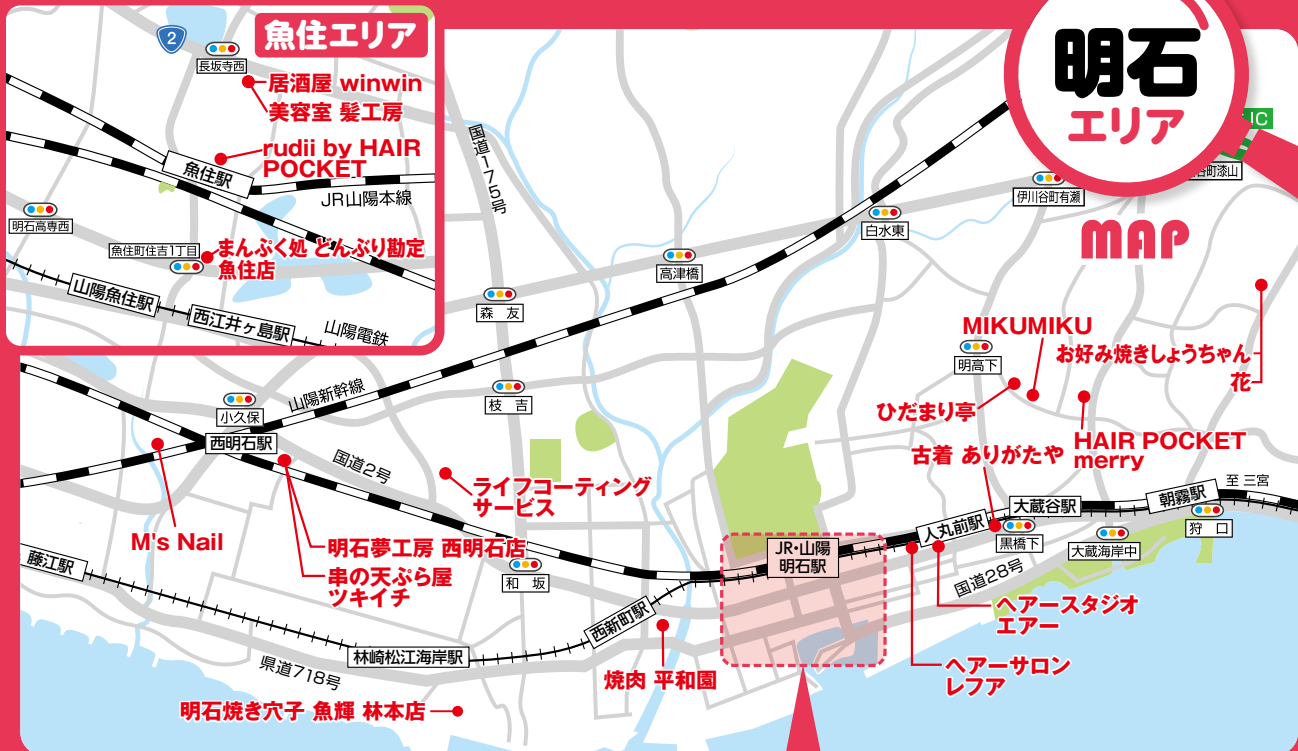 魚住エリア
2
長坂寺西
居酒屋 winwin
美容室 髪工房
rudii by HAIR
POCKET
魚住駅
JR山陽本線
明石高専西
魚住町住吉1丁目
まんぷく処 どんぶり勘定
魚住店
山陽魚住駅
西江井ヶ島駅
山陽電鉄
明石
エリア
MAP
IC
谷町漆山
伊川谷町有瀬
白水東
高津橋
森 友
国道175号
枝 吉
山陽新幹線
小久保
西明石駅
国道2号
MIKUMIKU
明高下
お好み焼きしょうちゃん
花
ひだまり亭
HAIR POCKET
merry
古着 ありがたや
ライフコーティング
サービス
M's Nail
明石夢工房 西明石店
串の天ぷら屋
ツキイチ
和 坂
JR・山陽
明石駅
人丸前駅
大蔵谷駅
朝霧駅
至 三宮
黒橋下
大蔵海岸中
狩 口
国道28号
ヘアースタジオ
エアー
ヘアーサロン
レフア
藤江駅
林崎松江海岸駅
西新町駅
県道718号
焼肉 平和園
明石焼き穴子 魚輝 林本店